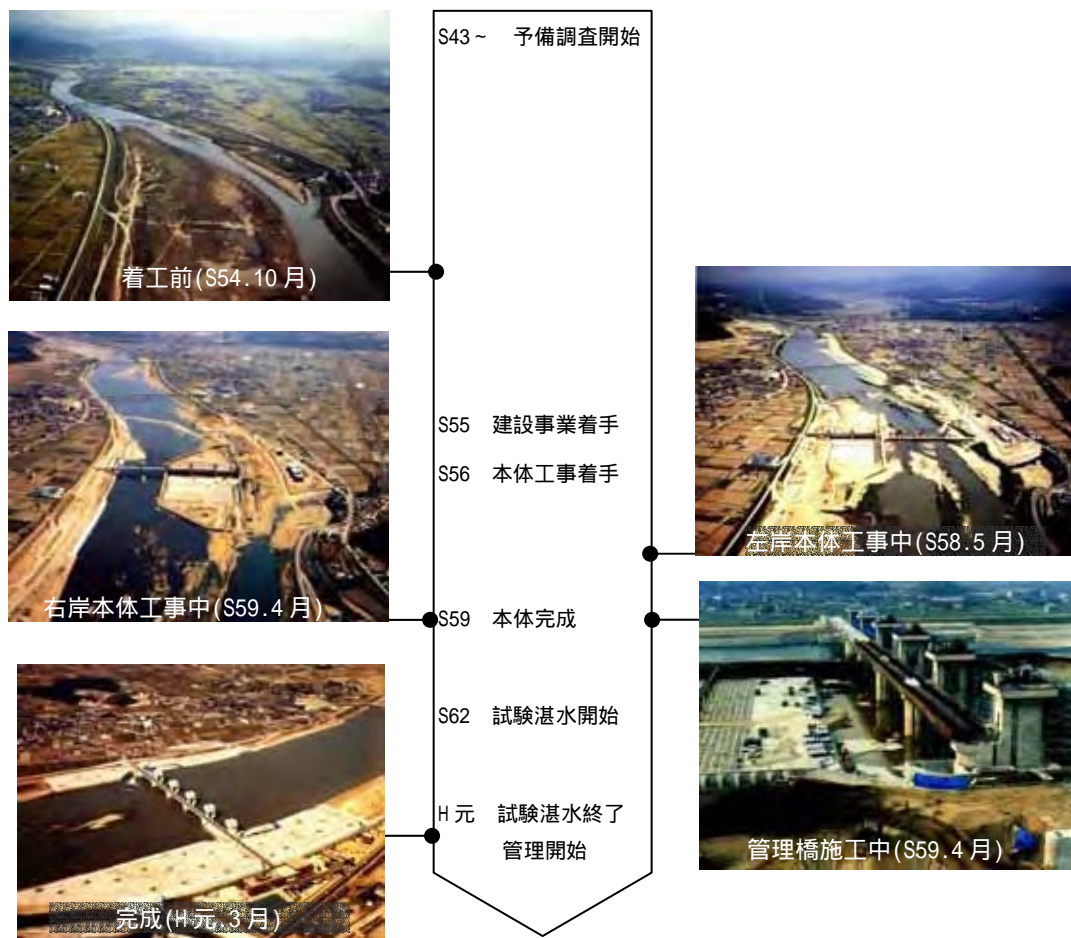 S43~ 予備調査開始
着工前(S54.10月)
S55 建設事業着手
S56 本体工事着手
左岸本体工事中(S58.5月)
右岸本体工事中(S59.4月)
S59 本体完成
S62 試験湛水開始
H元 試験湛水終了
管理開始
管理橋施工中(S59.4月)
完成(H元.3月)